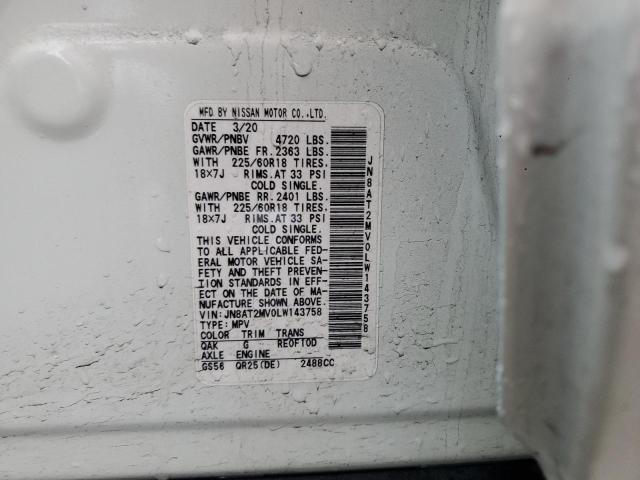 MFD BY NISSAN MOTOR CO.,LTD.
DATE 3/20
GVWR/PNBV 4720 LBS.
GAWR/PNBE FR. 2363 LBS.
WITH 225/60R18 TIRES.
18X7J RIMS.AT 33 PSI
COLD SINGLE.
GAWR/PNBE RR. 2401 LBS.
WITH 225/60R18 TIRES.
18X7J RIMS.AT 33 PSI
COLD SINGLE.
THIS VEHICLE CONFORMS
TO ALL APPLICABLE FED-
ERAL MOTOR VEHICLE SA-
FETY AND THEFT PREVEN-
TION STANDARDS IN EFF-
ECT ON THE DATE OF MA-
NUFACTURE SHOWN ABOVE.
VIN:JN8AT2MV0LW143758
TYPE:MPV
COLOR TRIM TRANS
QAK G RE0F10D
AXLE ENGINE
GS56 QR25(DE) 2488CC
JN8AT2MV0LW143758